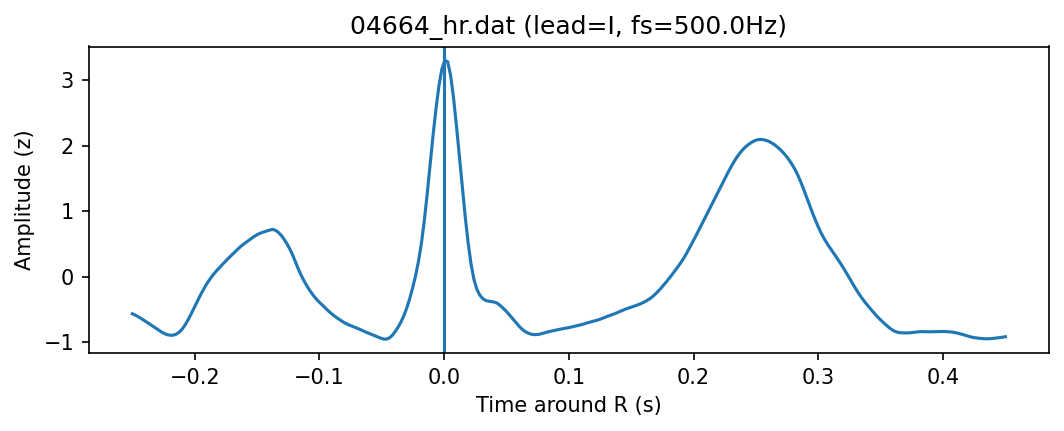 04664_hr.dat (lead=I, fs=500.0Hz)
Amplitude (z)
3
2
1
0
−1
−0.2 −0.1 0.0 0.1 0.2 0.3 0.4
Time around R (s)